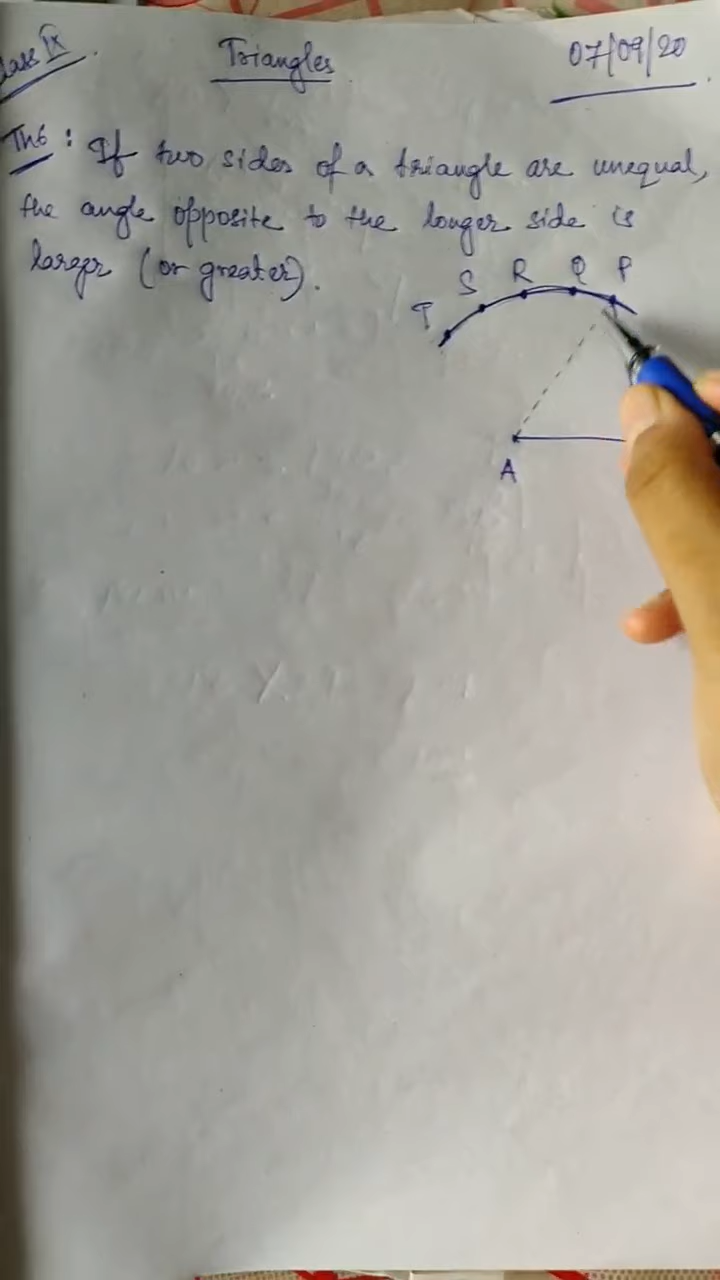 Class IX.
Triangles
07/09/20
Th6: If two sides of a triangle are unequal,
the angle opposite to the longer side is
larger (or greater).
T S R Q P
A